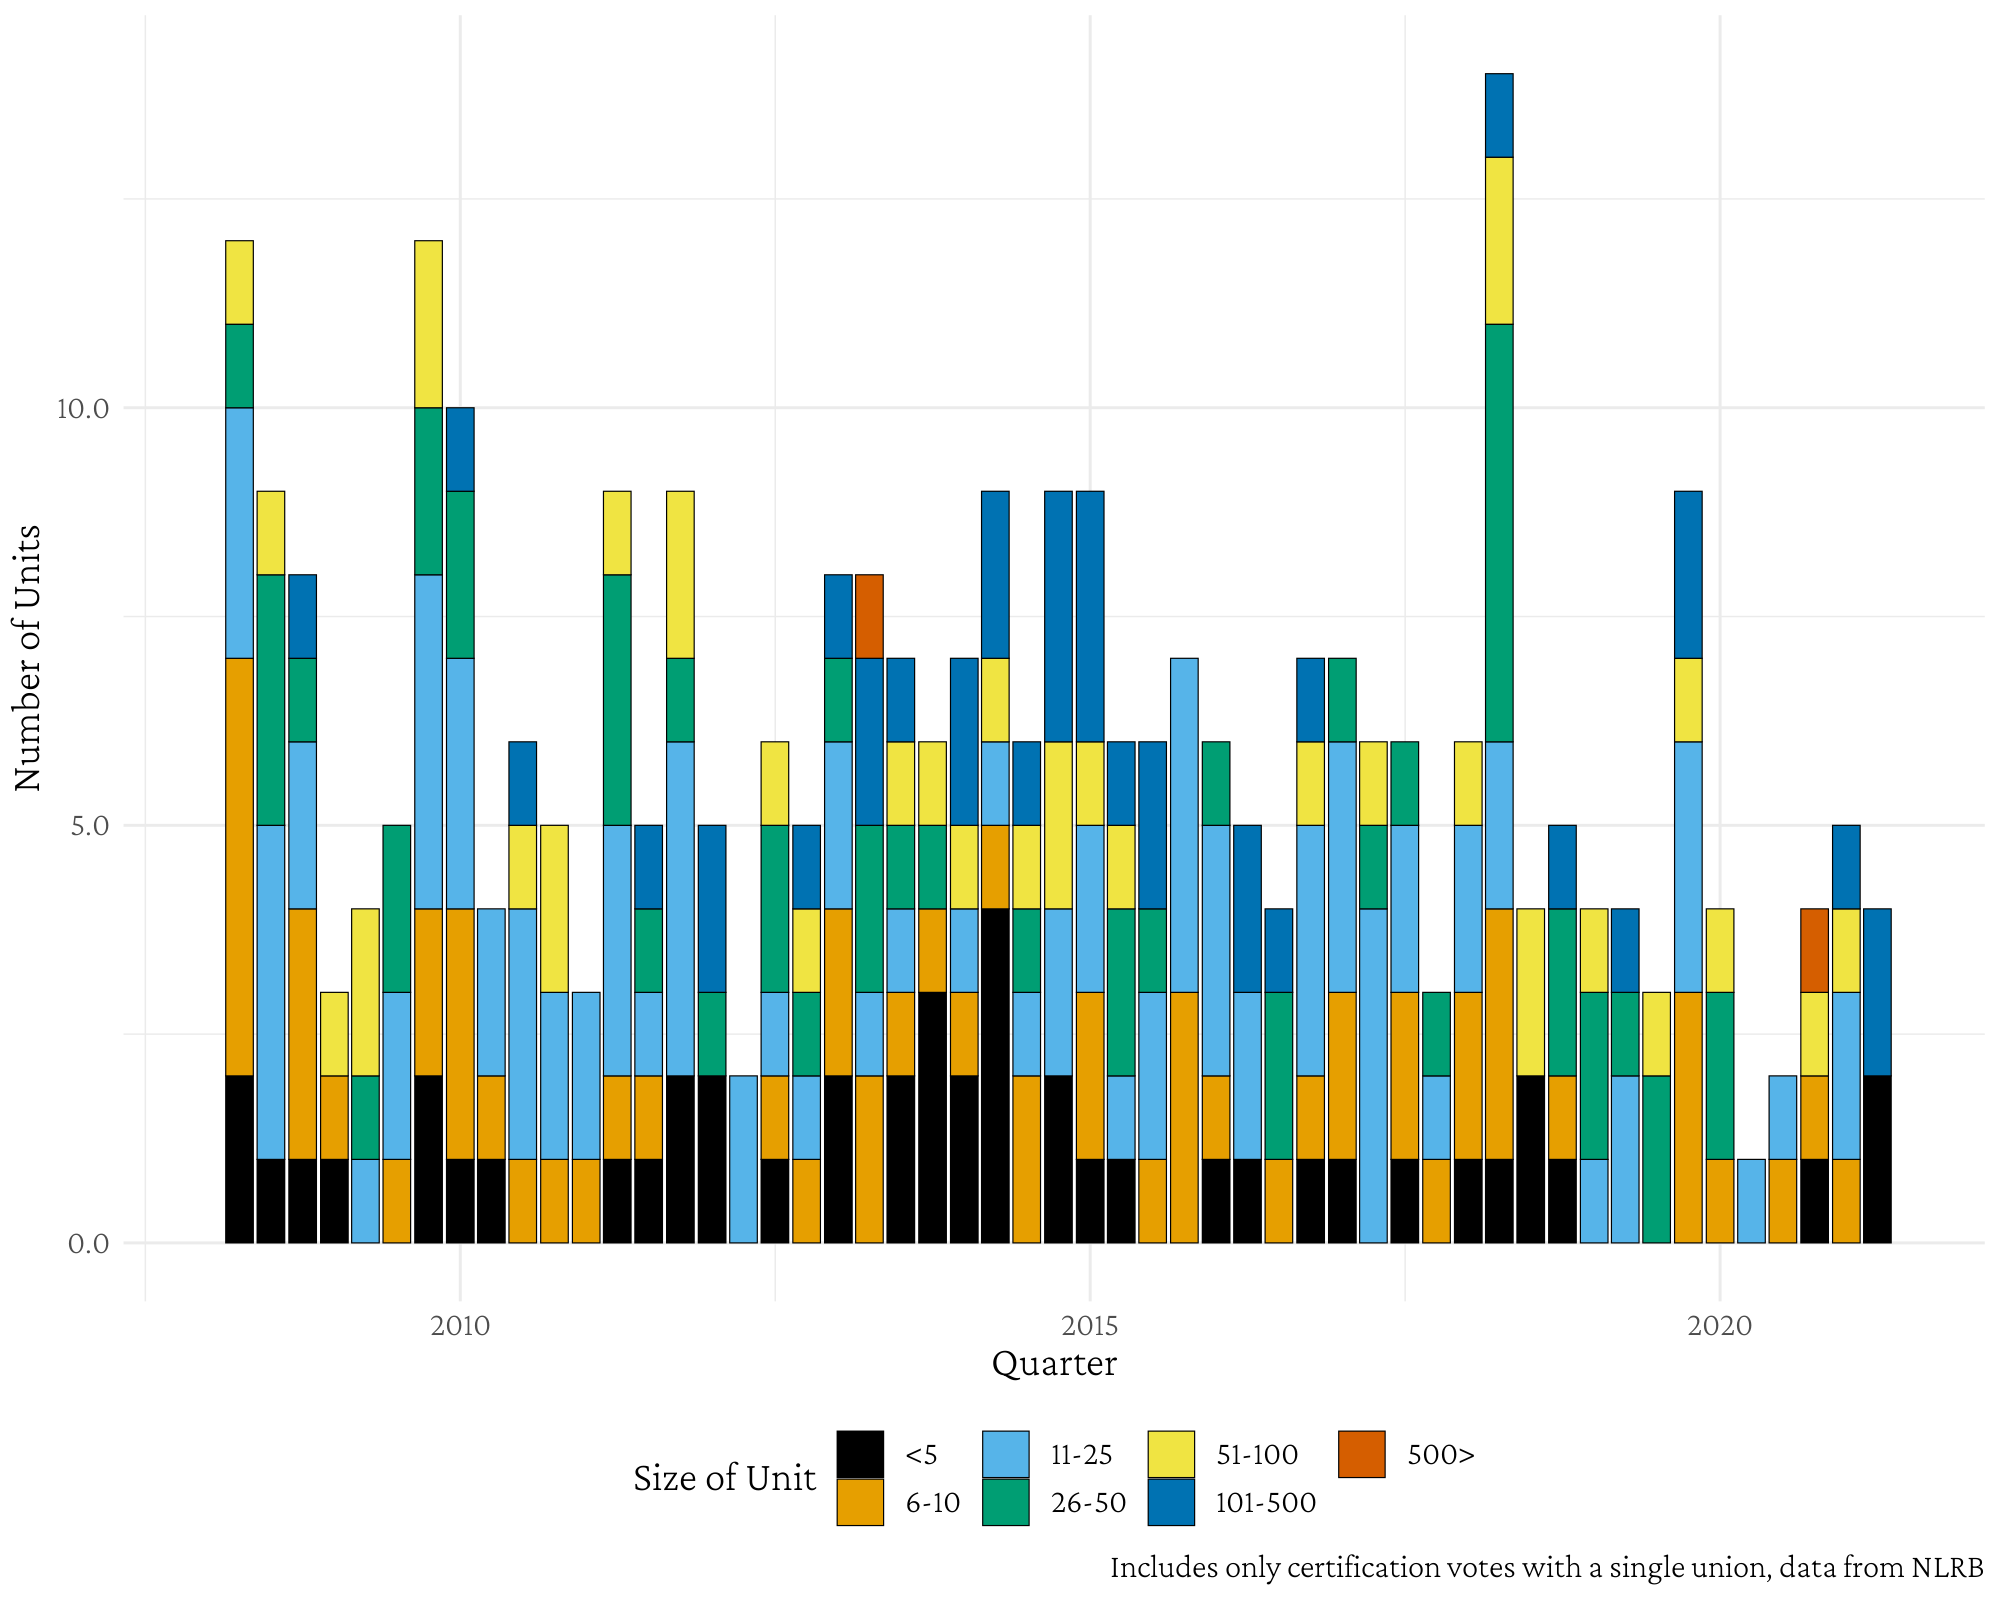 Number of Units
10.0
5.0
0.0
2010 2015 2020
Quarter
Size of Unit
<5 11-25 51-100 500>
6-10 26-50 101-500
Includes only certification votes with a single union, data from NLRB